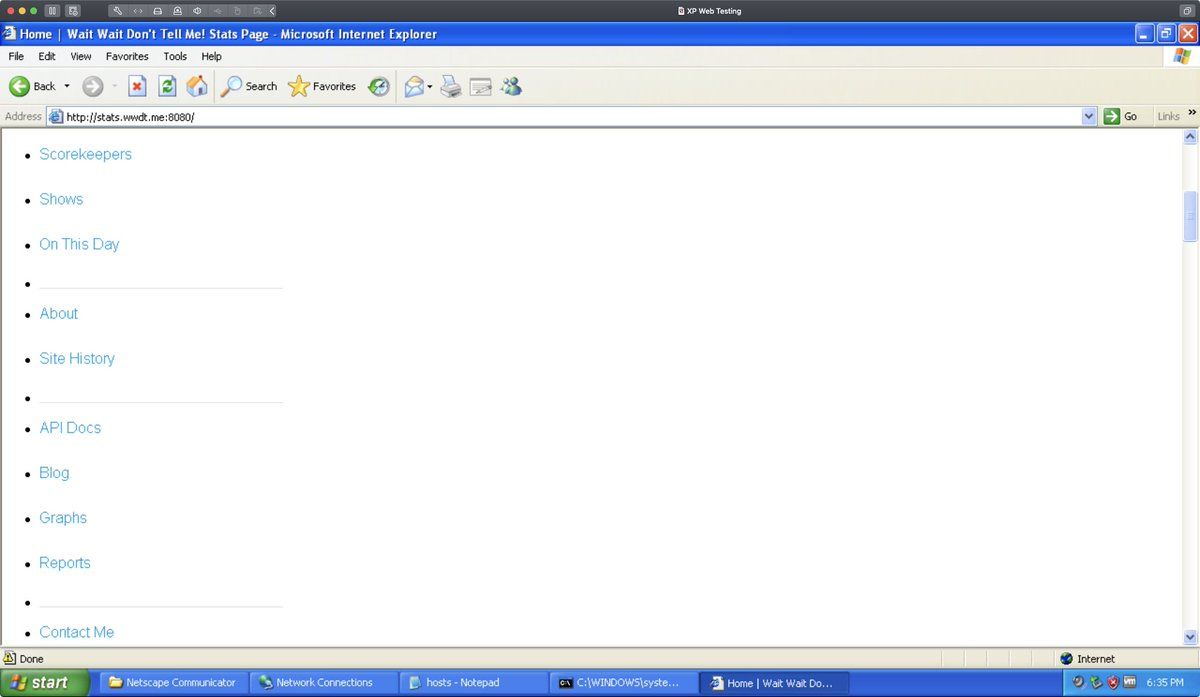 XP Web Testing
Home | Wait Wait Don't Tell Me! Stats Page - Microsoft Internet Explorer
File Edit View Favorites Tools Help
Back Search Favorites
Address http://stats.wwdt.me:8080/ Go Links »
Scorekeepers
Shows
On This Day
About
Site History
API Docs
Blog
Graphs
Reports
Contact Me
Done Internet
start Netscape Communicator Network Connections hosts - Notepad C:\WINDOWS\syste... Home | Wait Wait Do... 6:35 PM